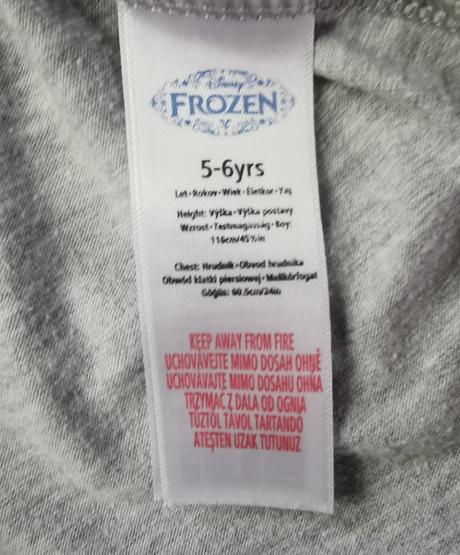 Disney
FROZEN
5-6yrs
Let • Rokov • Wiek • Életkor • Yaş
Height: Výška • Výška postavy
Wzrost • Testmagasság • Boy:
116cm/45½in
Chest: Hrudník • Obvod hrudníka
Obwód klatki piersiowej • Mellkörfogat
Göğüs: 60.5cm/24in
KEEP AWAY FROM FIRE
UCHOVÁVEJTE MIMO DOSAH OHNĚ
UCHOVÁVAJTE MIMO DOSAHU OHŇA
TRZYMAĆ Z DALA OD OGNIA
TŰZTŐL TÁVOL TARTANDÓ
ATEŞTEN UZAK TUTUNUZ